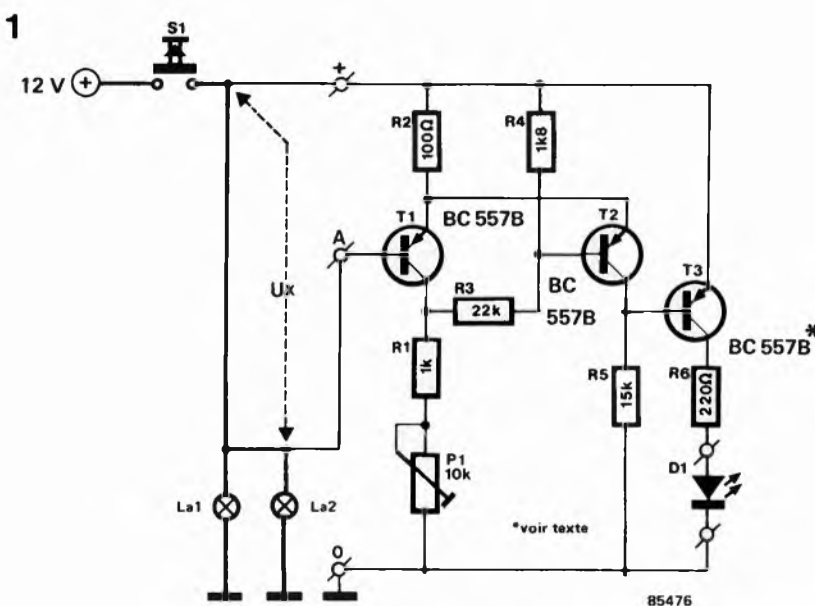 1
S1
12 V +
+
R2
100Ω
R4
1k8
T1
BC 557B
T2
A
T3
Ux
R3
22k
BC
557B
BC 557B*
R1
1k
R5
15k
R6
220Ω
P1
10k
D1
La1
La2
*voir texte
0
85476